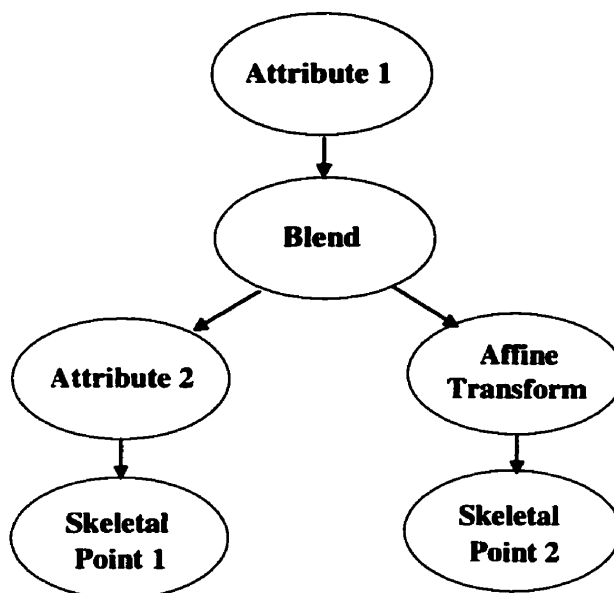 Attribute 1
Blend
Attribute 2
Affine
Transform
Skeletal
Point 1
Skeletal
Point 2